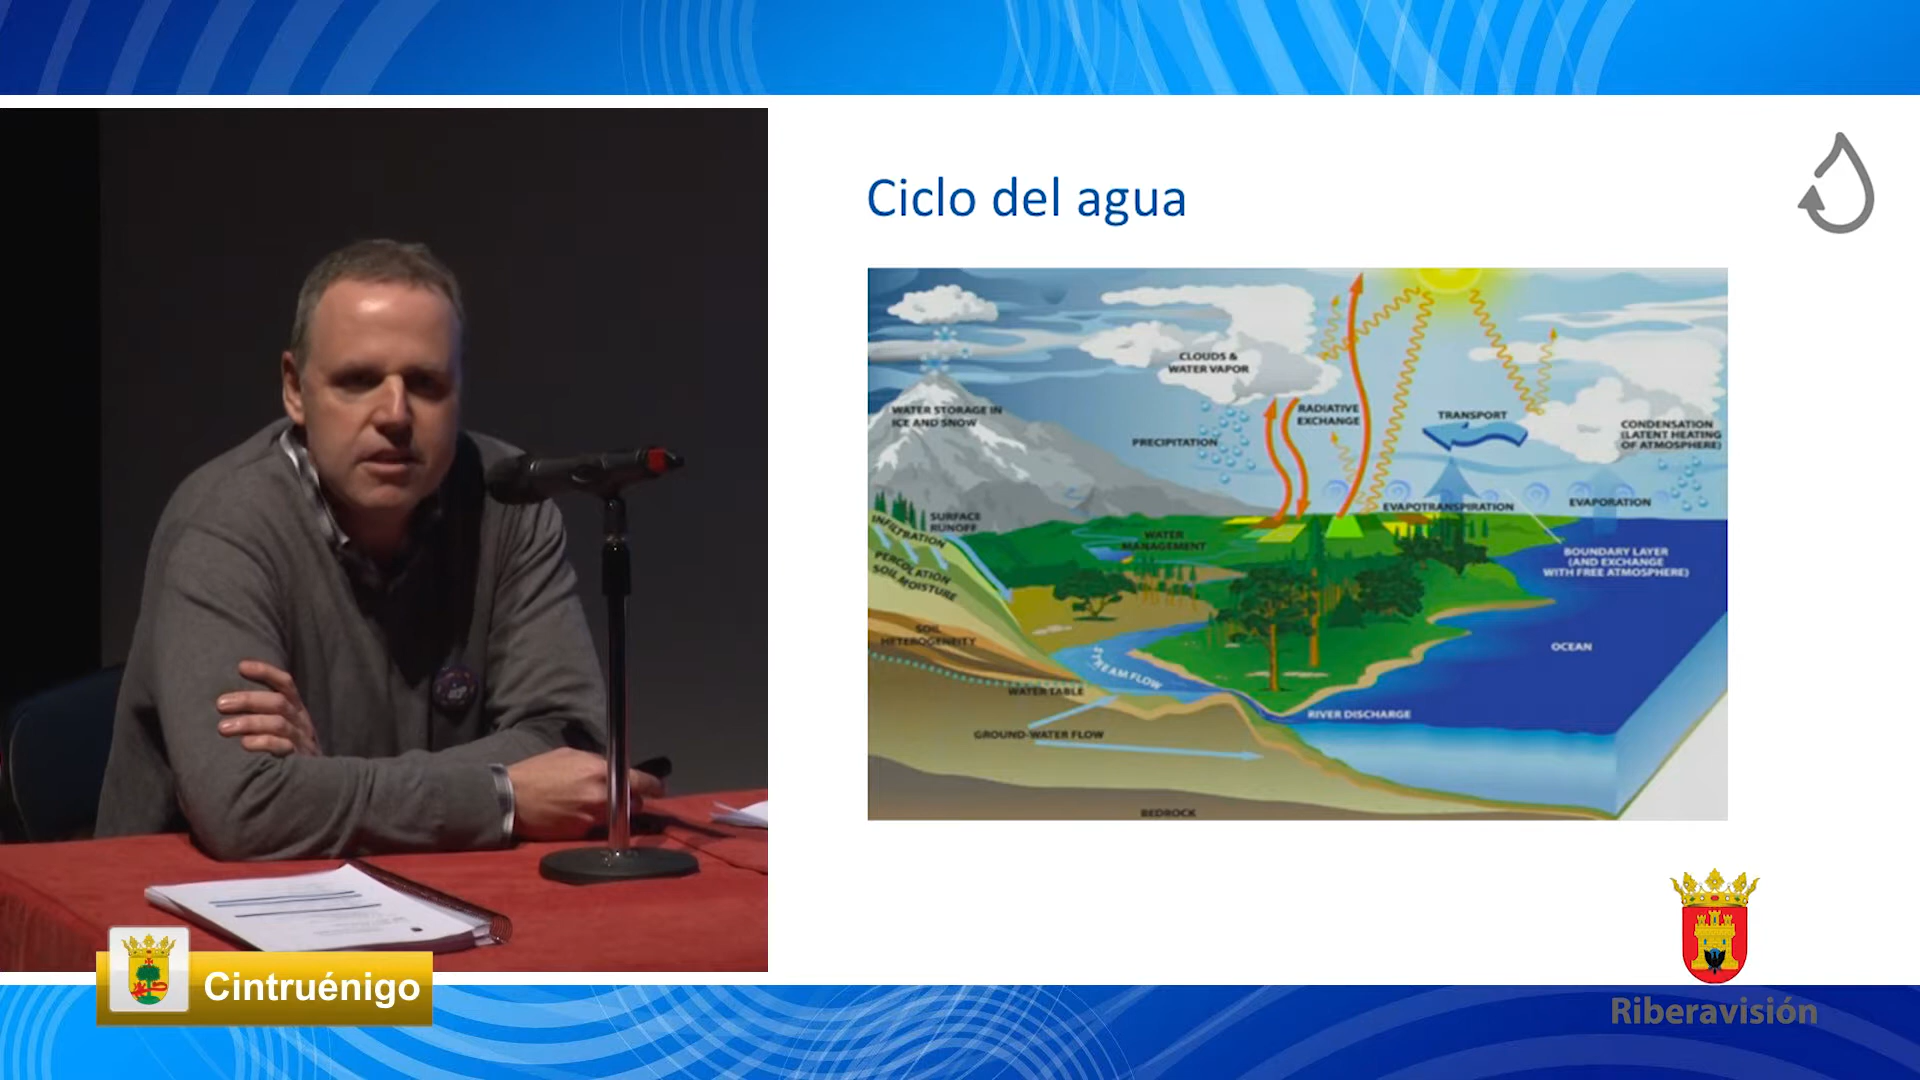 Ciclo del agua
CLOUDS &
WATER VAPOR
WATER STORAGE IN
ICE AND SNOW
RADIATIVE
EXCHANGE
TRANSPORT
PRECIPITATION
CONDENSATION
(LATENT HEATING
OF ATMOSPHERE)
EVAPOTRANSPIRATION
EVAPORATION
SURFACE
RUNOFF
INFILTRATION
WATER
MANAGEMENT
BOUNDARY LAYER
(AND EXCHANGE
WITH FREE ATMOSPHERE)
PERCOLATION
SOIL MOISTURE
SOIL
HETEROGENEITY
OCEAN
STREAM FLOW
WATER TABLE
RIVER DISCHARGE
GROUND-WATER FLOW
BEDROCK
Cintruénigo
Riberavisión